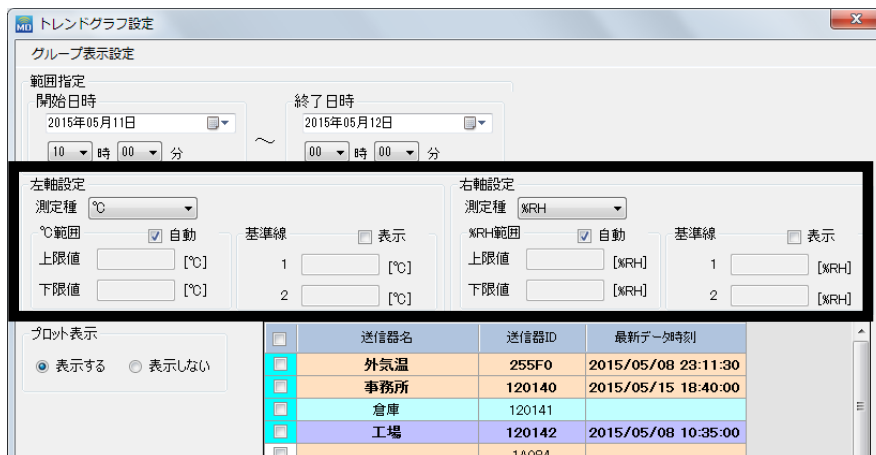 MD トレンドグラフ設定
グループ表示設定
範囲指定
開始日時
2015年05月11日
10 時 00 分
～
終了日時
2015年05月12日
00 時 00 分
左軸設定
測定種 ℃
℃範囲 自動
上限値 [℃]
下限値 [℃]
基準線 表示
1 [℃]
2 [℃]
右軸設定
測定種 %RH
%RH範囲 自動
上限値 [%RH]
下限値 [%RH]
基準線 表示
1 [%RH]
2 [%RH]
プロット表示
表示する 表示しない
送信器名 送信器ID 最新データ時刻
外気温 255F0 2015/05/08 23:11:30
事務所 120140 2015/05/15 18:40:00
倉庫 120141
工場 120142 2015/05/08 10:35:00